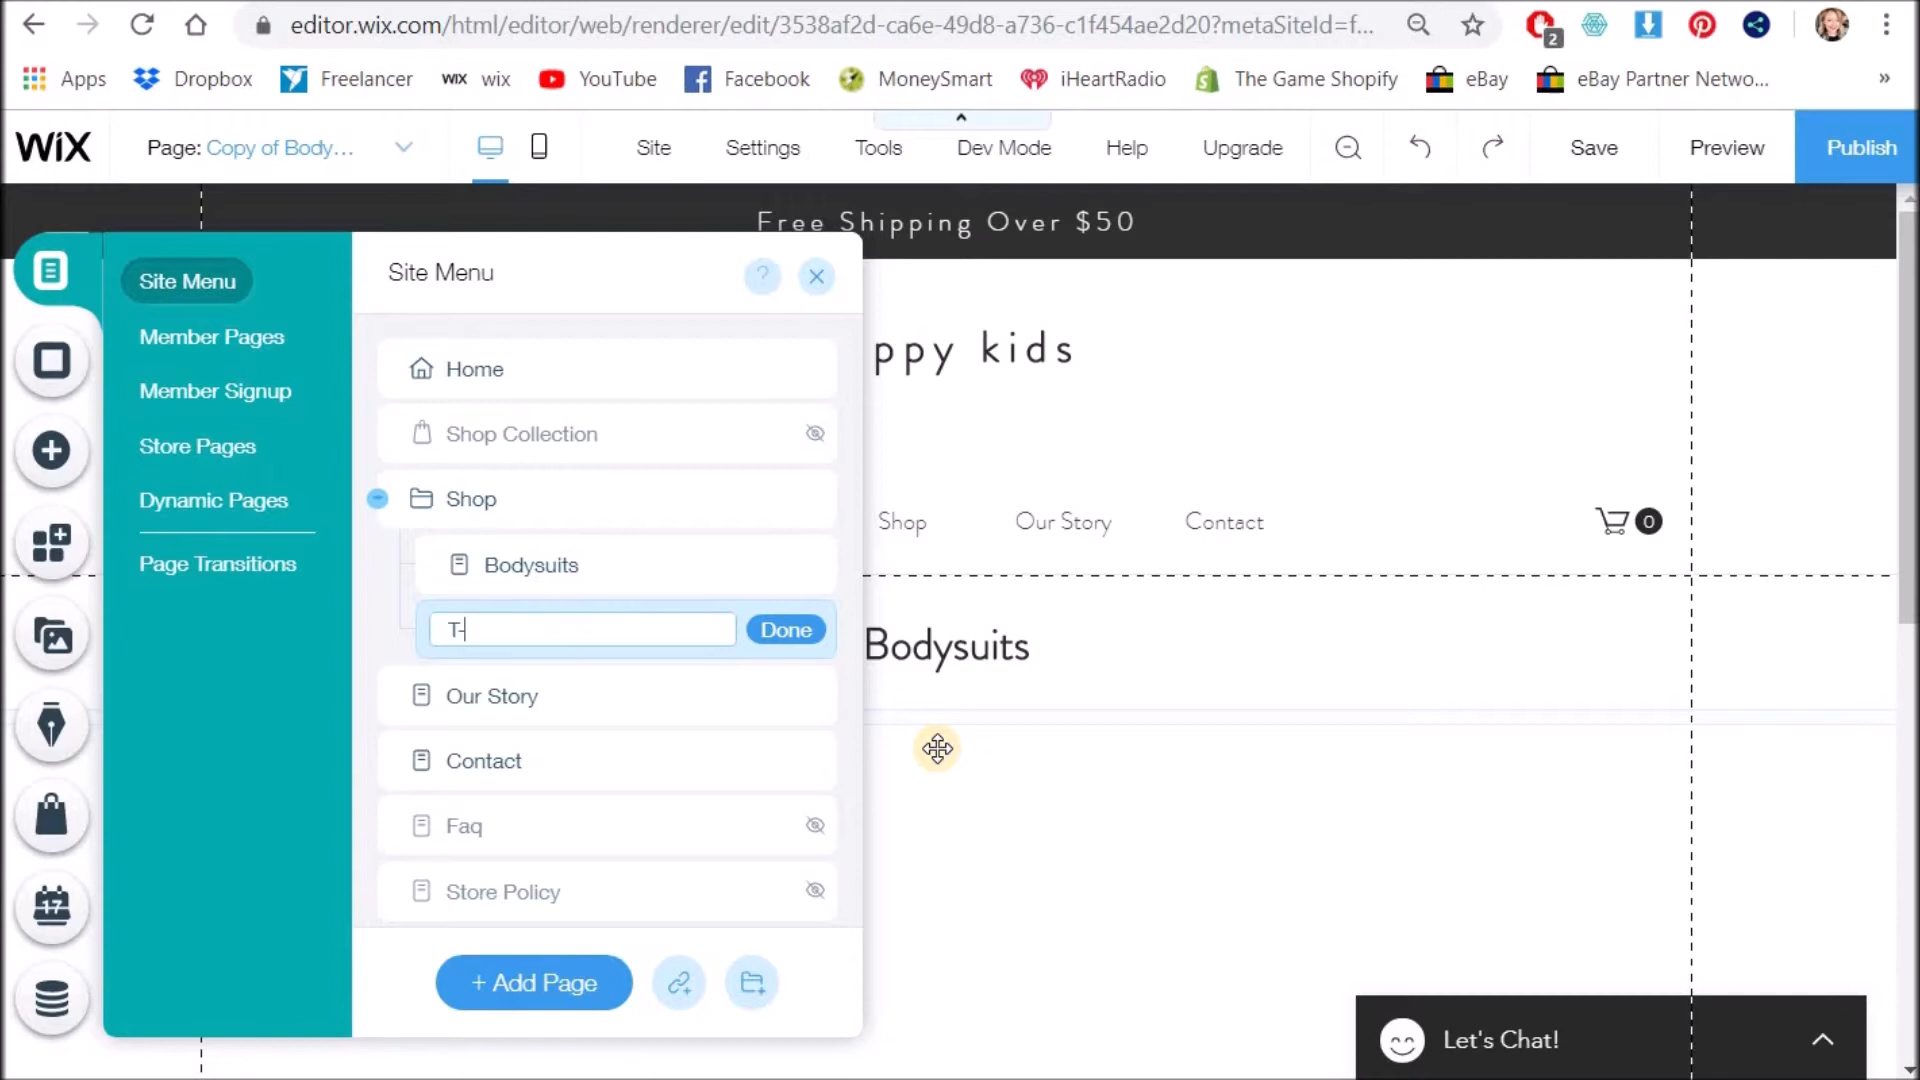 editor.wix.com/html/editor/web/renderer/edit/3538af2d-ca6e-49d8-a736-c1f454ae2d20?metaSiteId=f...
2
Apps Dropbox Freelancer WIX wix YouTube Facebook MoneySmart iHeartRadio The Game Shopify eBay eBay Partner Netwo... »
WiX Page: Copy of Body... Site Settings Tools Dev Mode Help Upgrade Save Preview Publish
Free Shipping Over $50
Site Menu
Member Pages
Member Signup
Store Pages
Dynamic Pages
Page Transitions
Site Menu ?
Home
Shop Collection
Shop
Bodysuits
T- Done
Our Story
Contact
Faq
Store Policy
+ Add Page
ppy kids
Shop Our Story Contact 0
Bodysuits
17
Let's Chat!